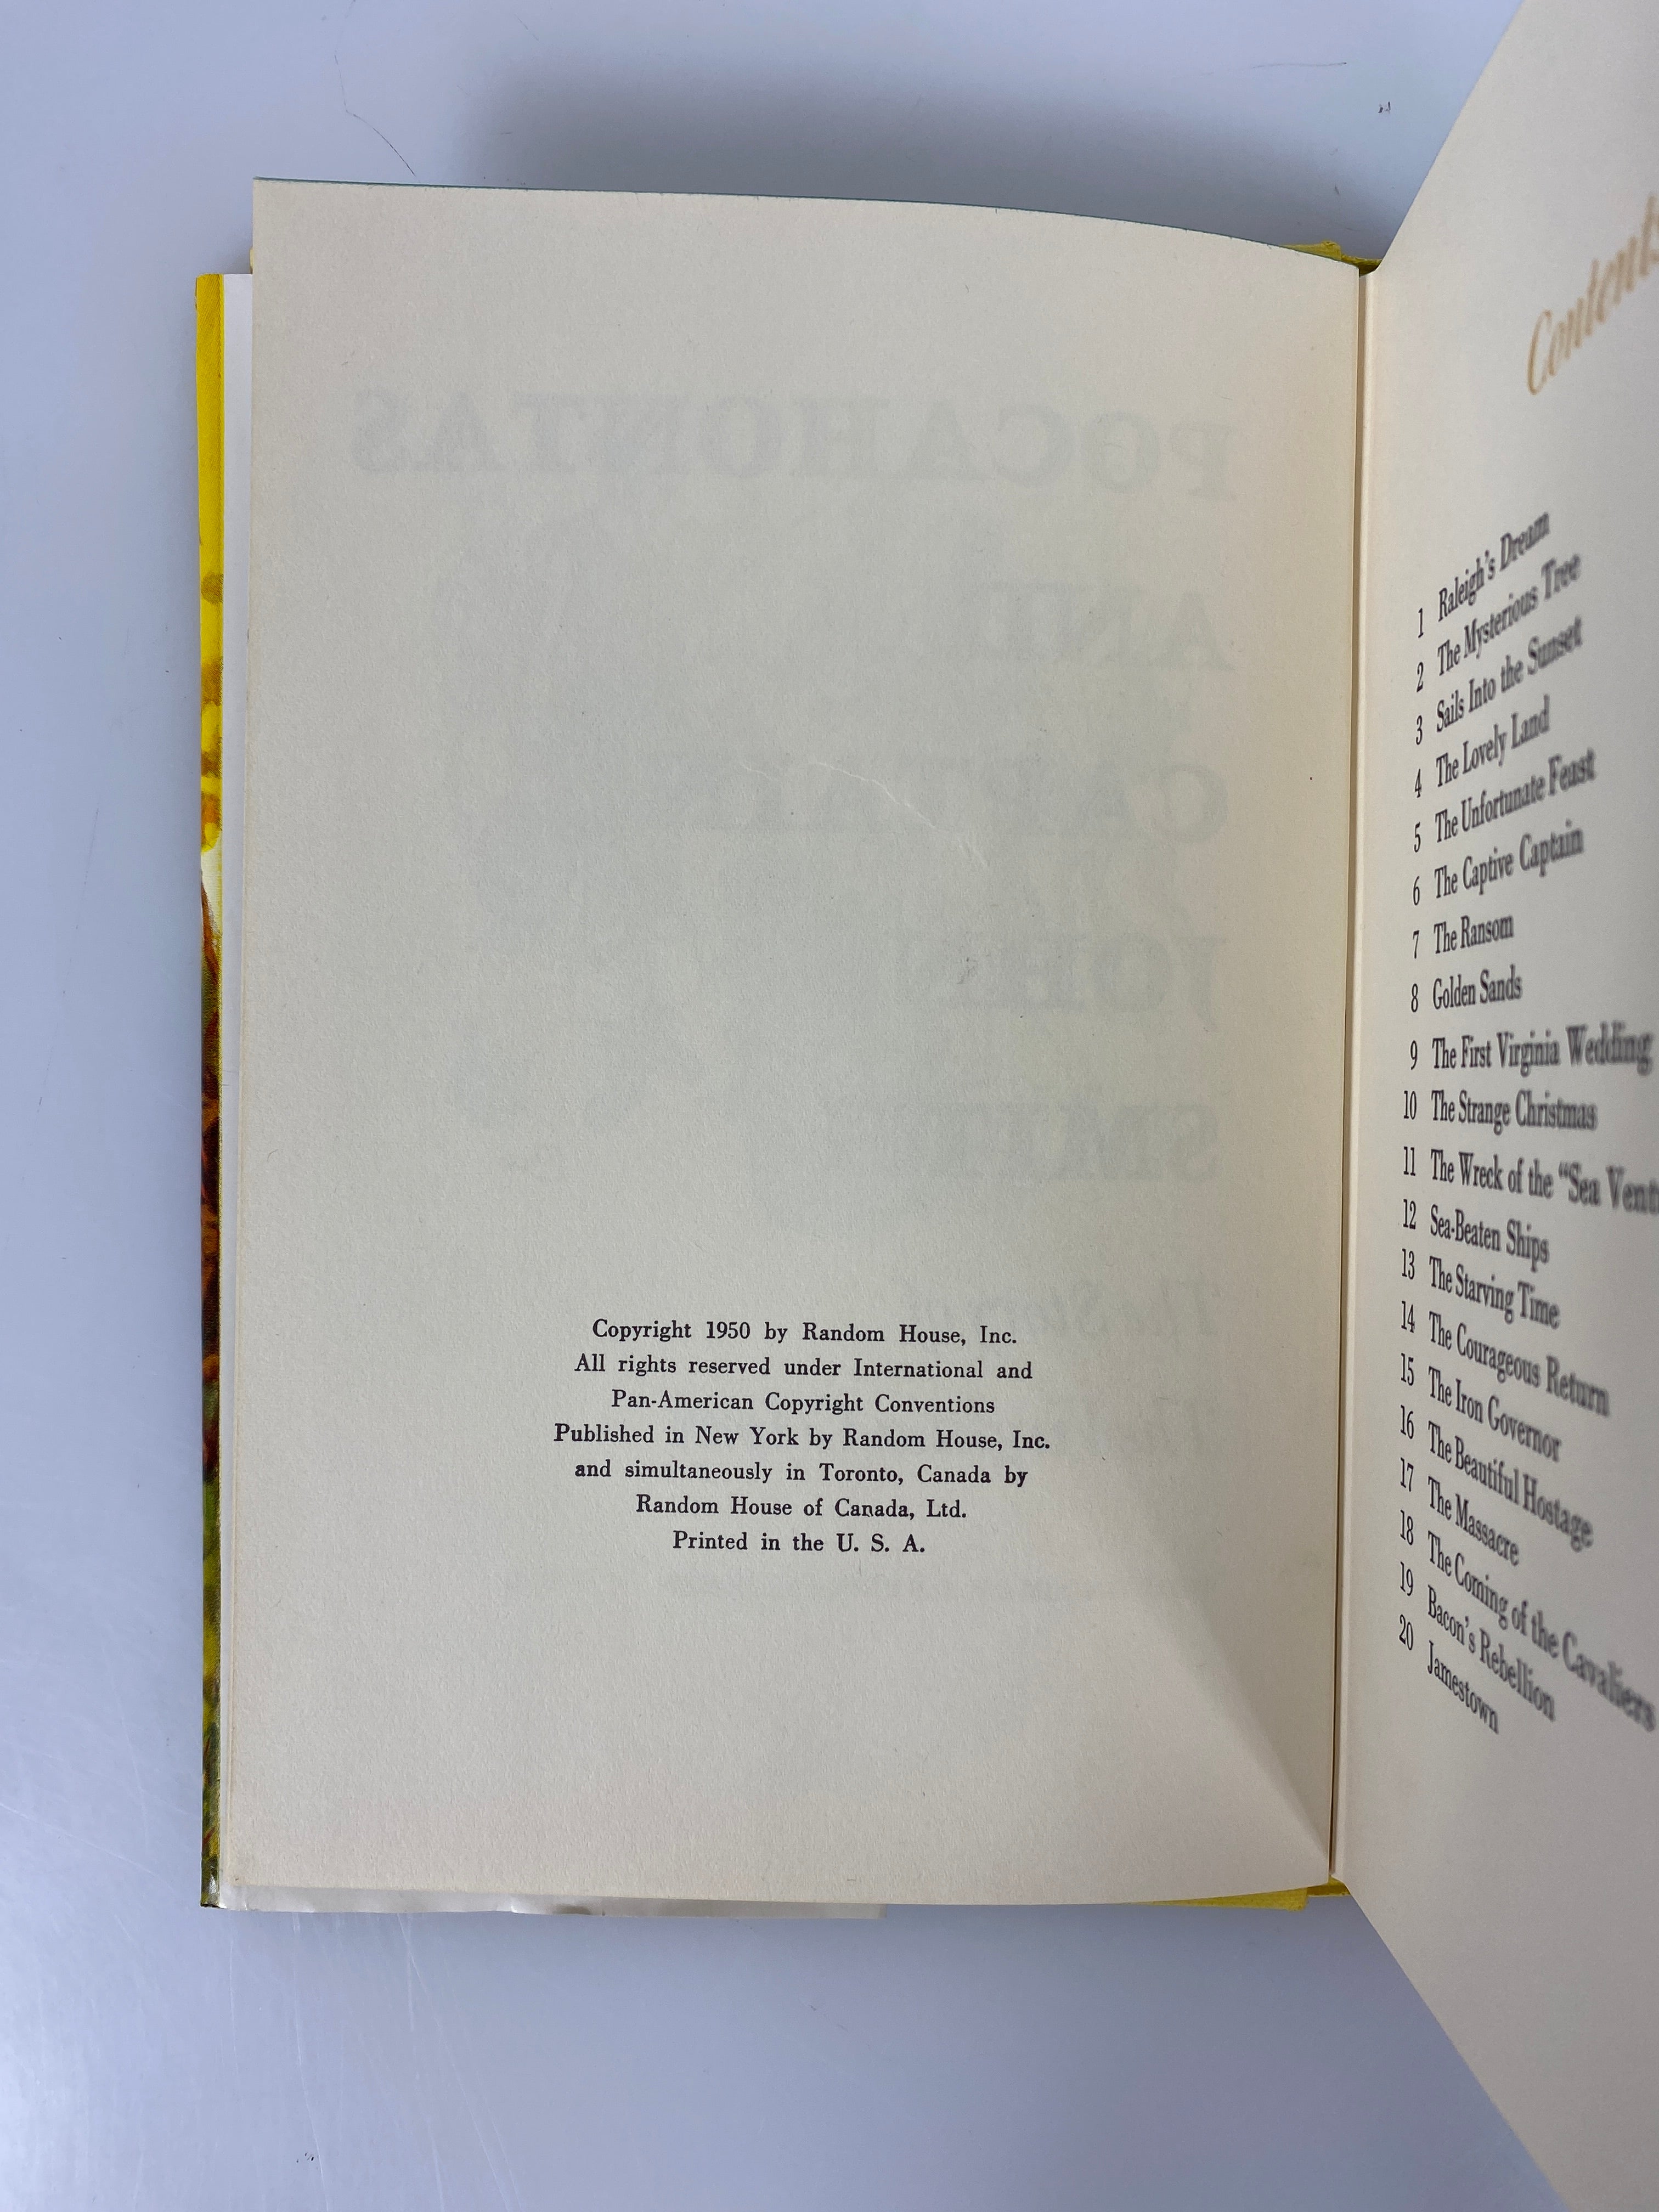 Copyright 1950 by Random House, Inc.
All rights reserved under International and
Pan-American Copyright Conventions
Published in New York by Random House, Inc.
and simultaneously in Toronto, Canada by
Random House of Canada, Ltd.
Printed in the U. S. A.
Contents
1 Raleigh's Dream
2 The Mysterious Tree
3 Sails Into the Sunset
4 The Lovely Land
5 The Unfortunate Feast
6 The Captive Captain
7 The Ransom
8 Golden Sands
9 The First Virginia Wedding
10 The Strange Christmas
11 The Wreck of the "Sea
12 Sea-Beaten Ships
13 The Starving Time
14 The Courageous Return
15 The Iron Governor
16 The Beautiful Hostage
17 The Massacre
18 The Coming of the Cavaliers
19 Bacon's Rebellion
20 Jamestown